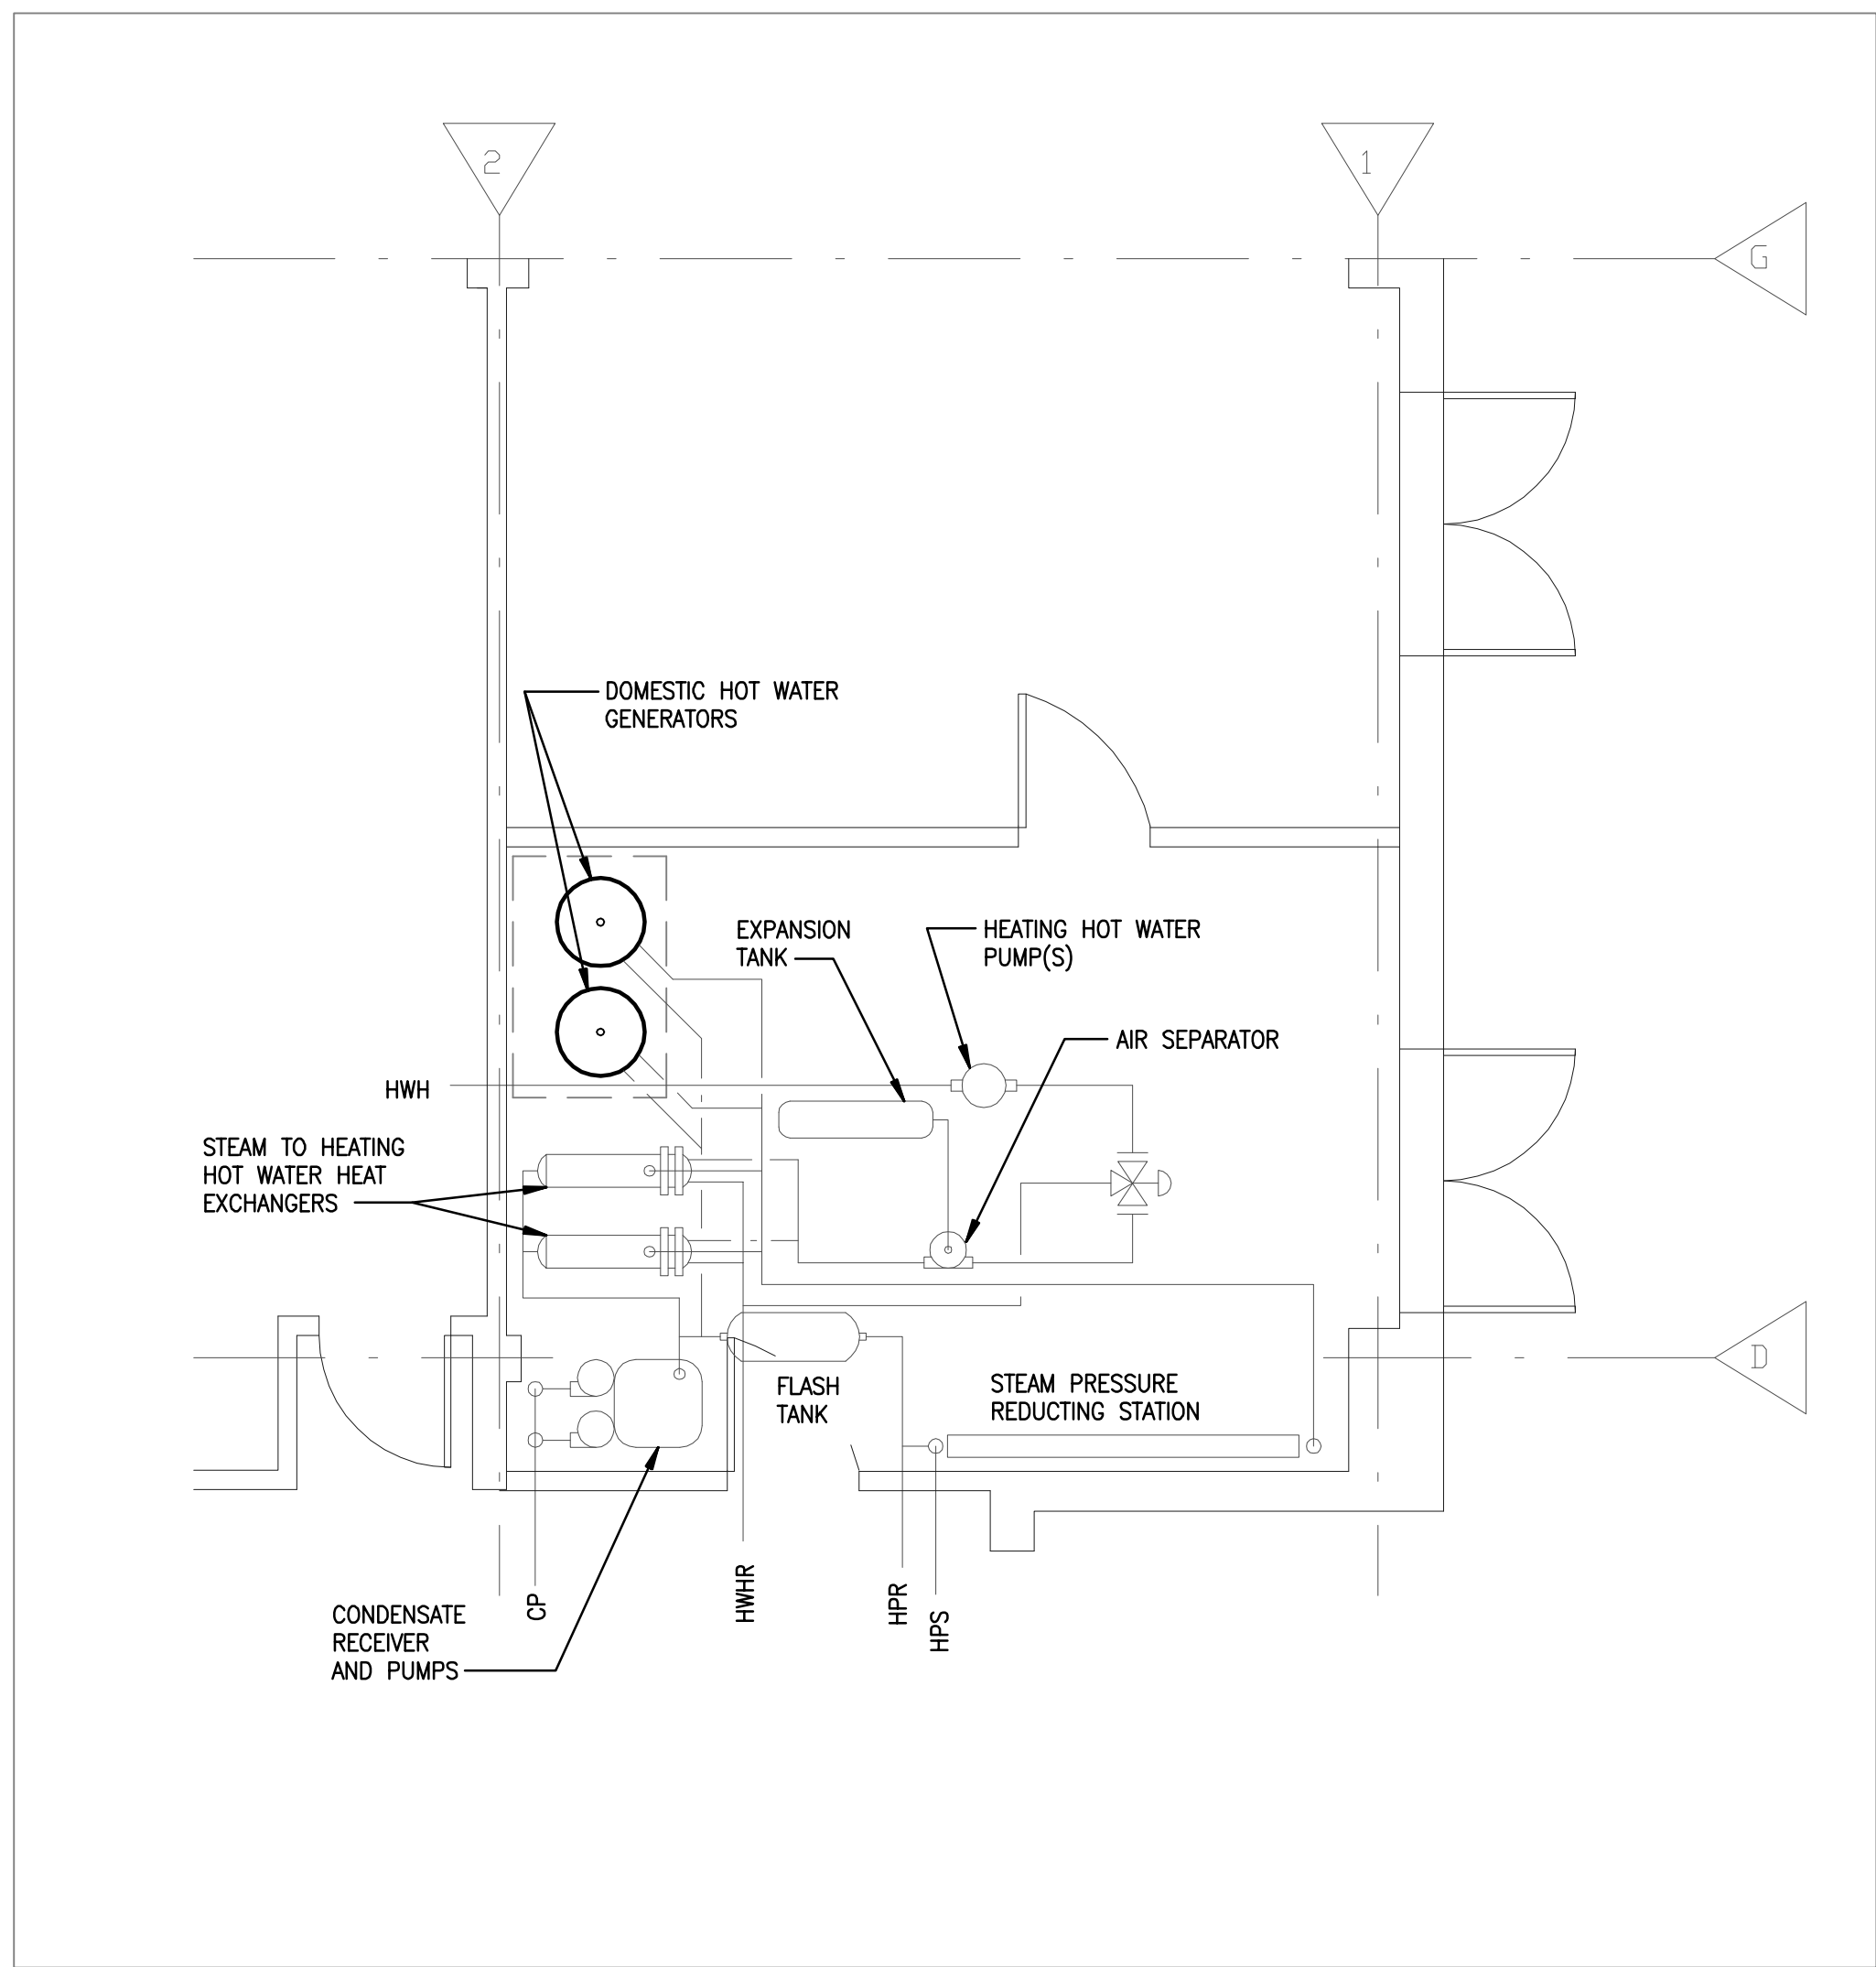 2
1
G
DOMESTIC HOT WATER
GENERATORS
EXPANSION
TANK
HEATING HOT WATER
PUMP(S)
AIR SEPARATOR
HWH
STEAM TO HEATING
HOT WATER HEAT
EXCHANGERS
D
FLASH
TANK
STEAM PRESSURE
REDUCTING STATION
CP
HWHR
HPR
HPS
CONDENSATE
RECEIVER
AND PUMPS